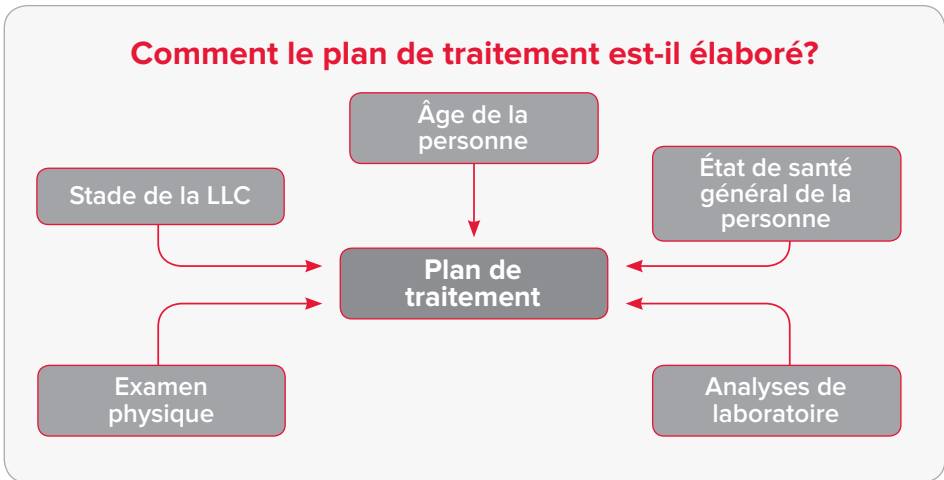 Comment le plan de traitement est-il élaboré?
Âge de la
personne
Stade de la LLC
État de santé
général de la
personne
Plan de
traitement
Examen
physique
Analyses de
laboratoire